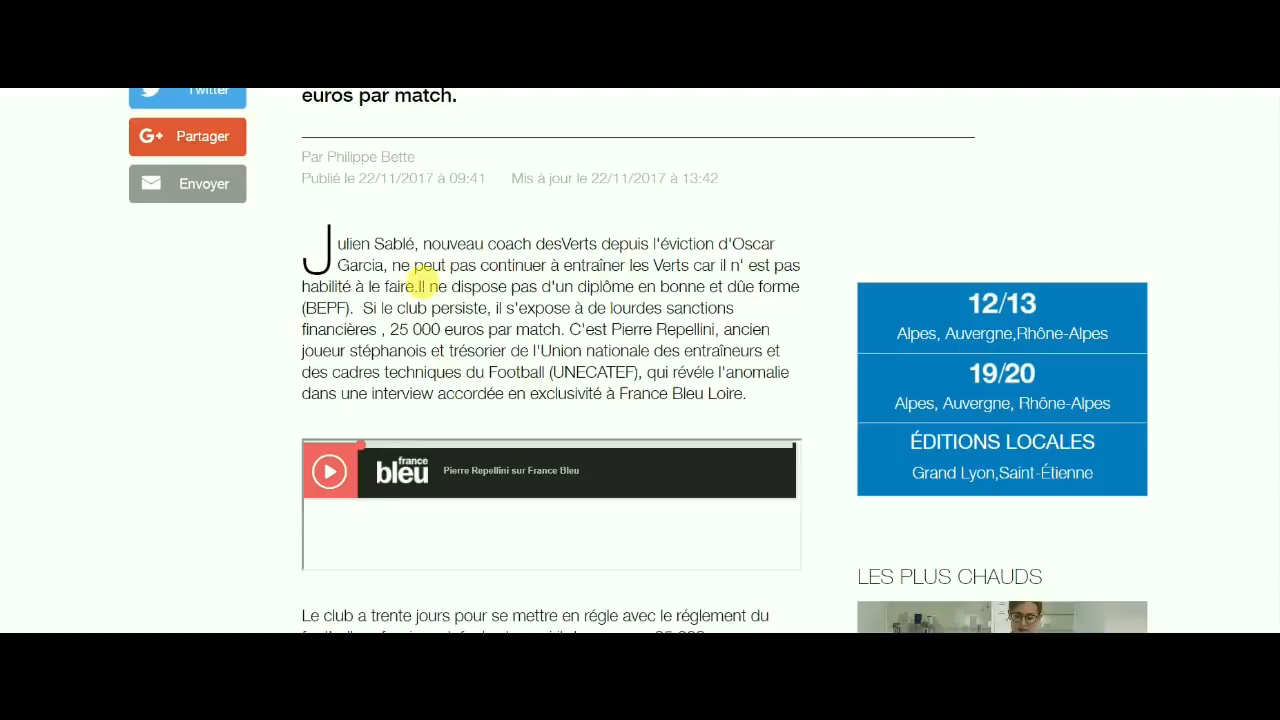 Twitter
euros par match.
Partager
Envoyer
Par Philippe Bette
Publié le 22/11/2017 à 09:41 Mis à jour le 22/11/2017 à 13:42
Julien Sablé, nouveau coach desVerts depuis l'éviction d'Oscar
Garcia, ne peut pas continuer à entraîner les Verts car il n' est pas
habilité à le faire.Il ne dispose pas d'un diplôme en bonne et dûe forme
(BEPF). Si le club persiste, il s'expose à de lourdes sanctions
financières , 25 000 euros par match. C'est Pierre Repellini, ancien
joueur stéphanois et trésorier de l'Union nationale des entraîneurs et
des cadres techniques du Football (UNECATEF), qui révéle l'anomalie
dans une interview accordée en exclusivité à France Bleu Loire.
france
bleu
Pierre Repellini sur France Bleu
Le club a trente jours pour se mettre en régle avec le réglement du
12/13
Alpes, Auvergne,Rhône-Alpes
19/20
Alpes, Auvergne, Rhône-Alpes
ÉDITIONS LOCALES
Grand Lyon,Saint-Étienne
LES PLUS CHAUDS